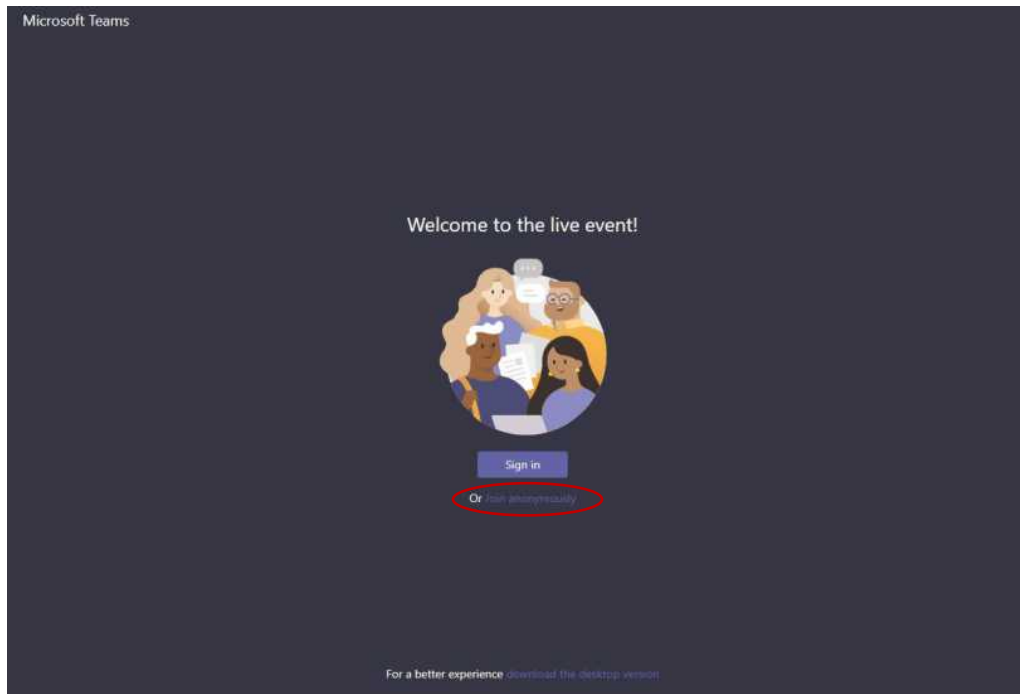 Microsoft Teams
Welcome to the live event!
Sign in
Or Join anonymously
For a better experience download the desktop version